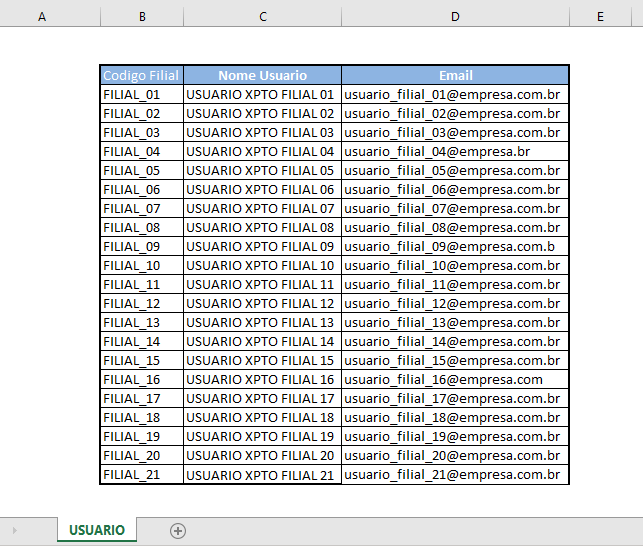 A B C D E
Codigo Filial Nome Usuario Email
FILIAL_01 USUARIO XPTO FILIAL 01 usuario_filial_01@empresa.com.br
FILIAL_02 USUARIO XPTO FILIAL 02 usuario_filial_02@empresa.com.br
FILIAL_03 USUARIO XPTO FILIAL 03 usuario_filial_03@empresa.com.br
FILIAL_04 USUARIO XPTO FILIAL 04 usuario_filial_04@empresa.br
FILIAL_05 USUARIO XPTO FILIAL 05 usuario_filial_05@empresa.com.br
FILIAL_06 USUARIO XPTO FILIAL 06 usuario_filial_06@empresa.com.br
FILIAL_07 USUARIO XPTO FILIAL 07 usuario_filial_07@empresa.com.br
FILIAL_08 USUARIO XPTO FILIAL 08 usuario_filial_08@empresa.com.br
FILIAL_09 USUARIO XPTO FILIAL 09 usuario_filial_09@empresa.com.b
FILIAL_10 USUARIO XPTO FILIAL 10 usuario_filial_10@empresa.com.br
FILIAL_11 USUARIO XPTO FILIAL 11 usuario_filial_11@empresa.com.br
FILIAL_12 USUARIO XPTO FILIAL 12 usuario_filial_12@empresa.com.br
FILIAL_13 USUARIO XPTO FILIAL 13 usuario_filial_13@empresa.com.br
FILIAL_14 USUARIO XPTO FILIAL 14 usuario_filial_14@empresa.com.br
FILIAL_15 USUARIO XPTO FILIAL 15 usuario_filial_15@empresa.com.br
FILIAL_16 USUARIO XPTO FILIAL 16 usuario_filial_16@empresa.com
FILIAL_17 USUARIO XPTO FILIAL 17 usuario_filial_17@empresa.com.br
FILIAL_18 USUARIO XPTO FILIAL 18 usuario_filial_18@empresa.com.br
FILIAL_19 USUARIO XPTO FILIAL 19 usuario_filial_19@empresa.com.br
FILIAL_20 USUARIO XPTO FILIAL 20 usuario_filial_20@empresa.com.br
FILIAL_21 USUARIO XPTO FILIAL 21 usuario_filial_21@empresa.com.br
USUARIO